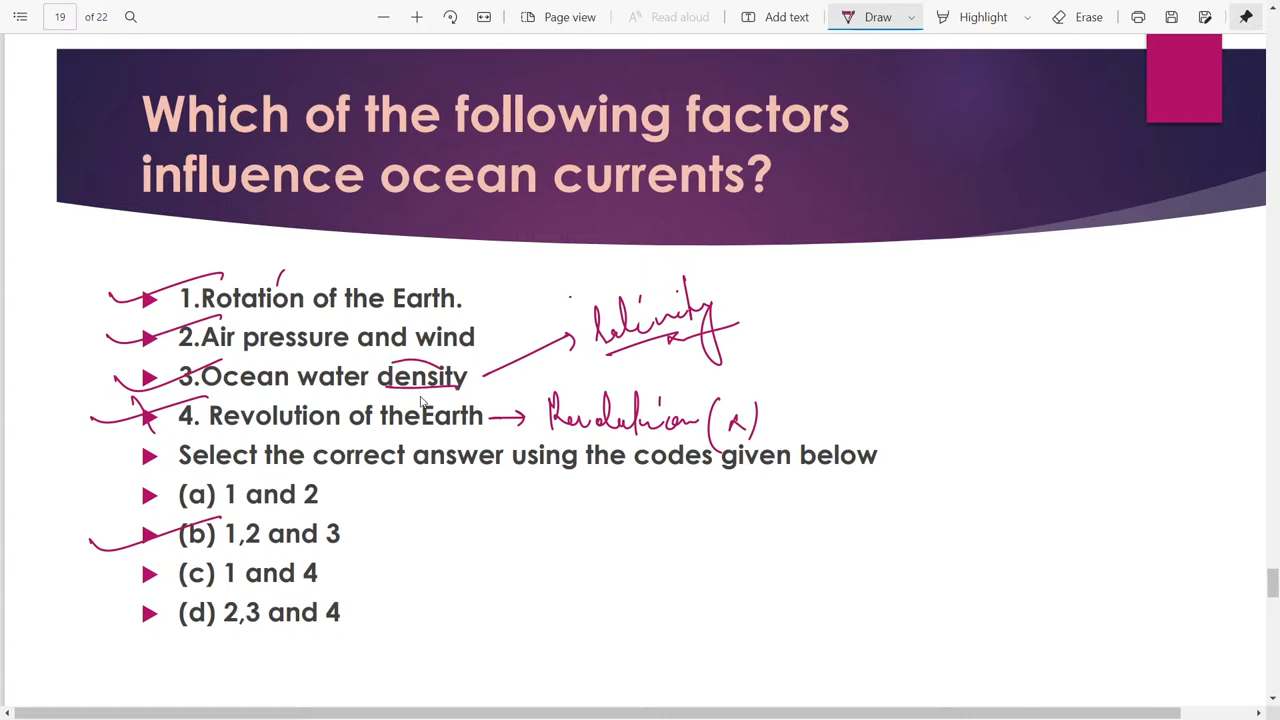 19 of 22 Page view Read aloud Add text Draw Highlight Erase
Which of the following factors
influence ocean currents?
1.Rotation of the Earth.
2.Air pressure and wind
3.Ocean water density
Salinity
4. Revolution of theEarth
Revolution (x)
Select the correct answer using the codes given below
(a) 1 and 2
(b) 1,2 and 3
(c) 1 and 4
(d) 2,3 and 4